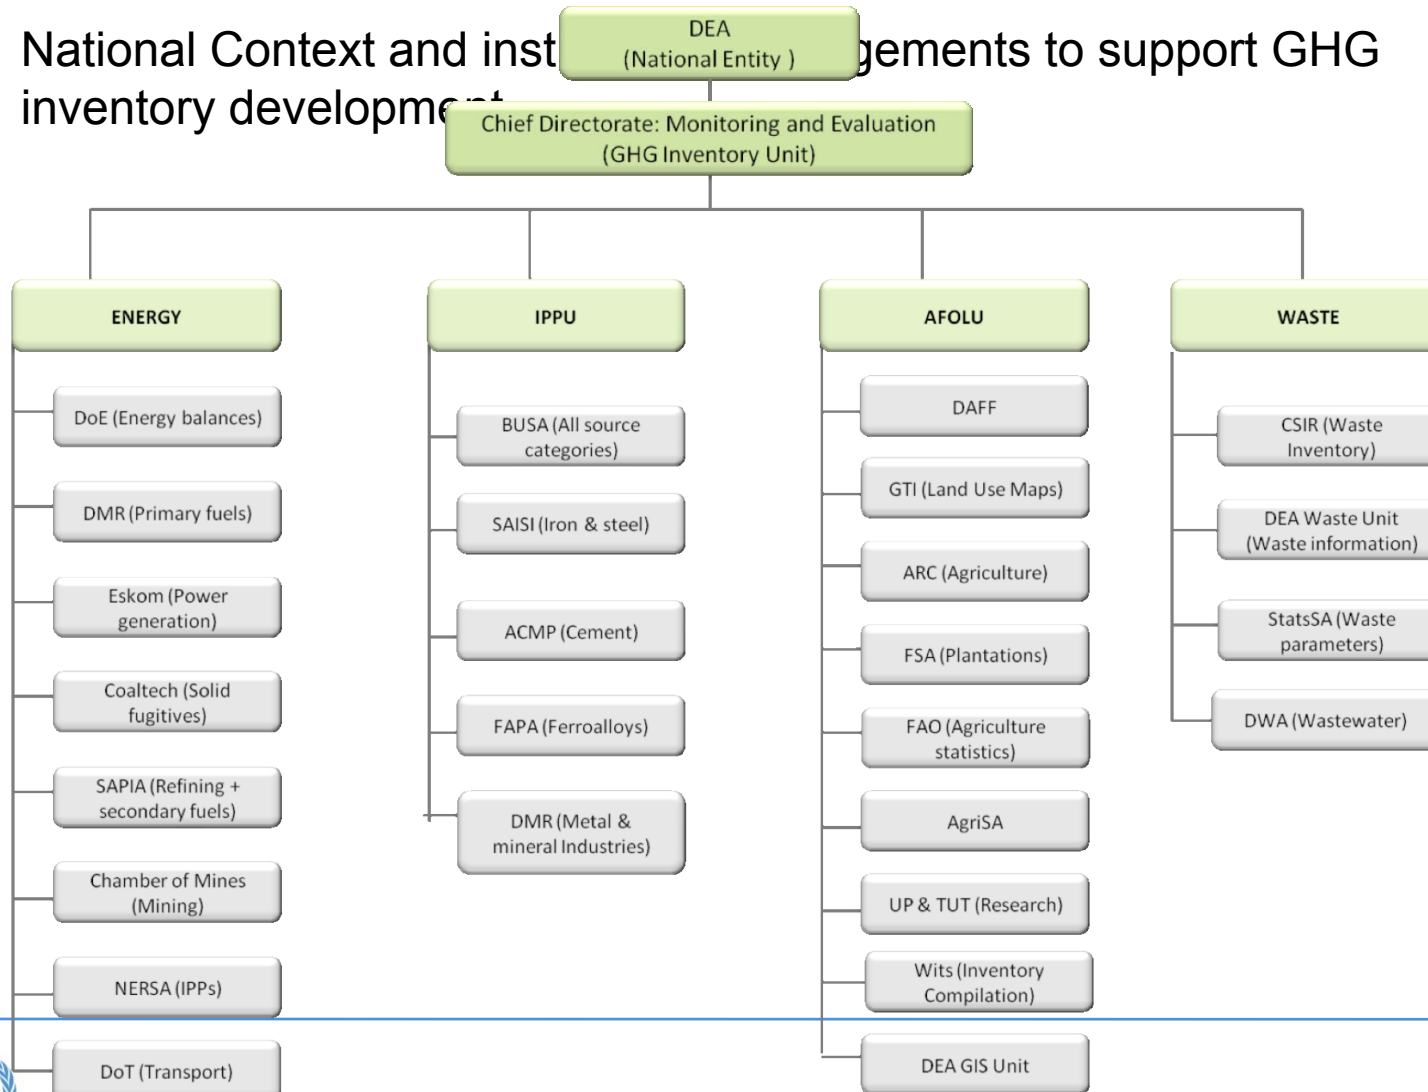 National Context and inst
gements to support GHG
inventory developme
DEA
(National Entity )
Chief Directorate: Monitoring and Evaluation
(GHG Inventory Unit)
ENERGY
DoE (Energy balances)
DMR (Primary fuels)
Eskom (Power
generation)
Coaltech (Solid
fugitives)
SAPIA (Refining +
secondary fuels)
Chamber of Mines
(Mining)
NERSA (IPPs)
DoT (Transport)
IPPU
BUSA (All source
categories)
SAISI (Iron & steel)
ACMP (Cement)
FAPA (Ferroalloys)
DMR (Metal &
mineral Industries)
AFOLU
DAFF
GTI (Land Use Maps)
ARC (Agriculture)
FSA (Plantations)
FAO (Agriculture
statistics)
AgriSA
UP & TUT (Research)
Wits (Inventory
Compilation)
DEA GIS Unit
WASTE
CSIR (Waste
Inventory)
DEA Waste Unit
(Waste information)
StatsSA (Waste
parameters)
DWA (Wastewater)